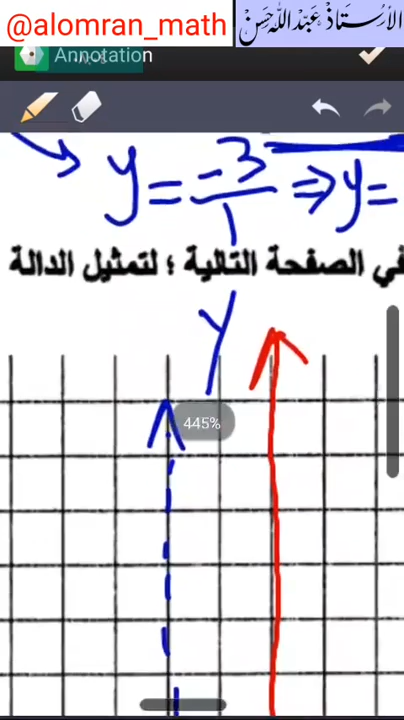 @alomran_math الأستاذ عبدالله حسن
Annotation
y = -3/1 ⇒ y =
في الصفحة التالية ؛ لتمثيل الدالة
y
445%